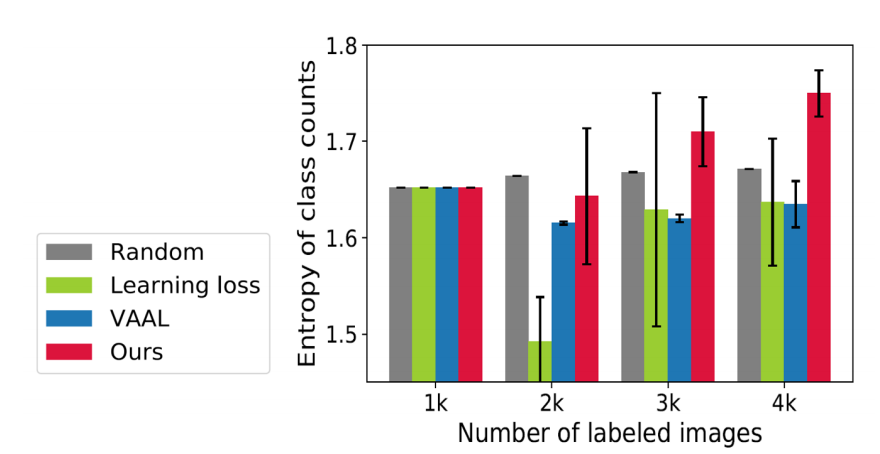 1.8
1.7
1.6
1.5
Entropy of class counts
1k 2k 3k 4k
Number of labeled images
Random
Learning loss
VAAL
Ours